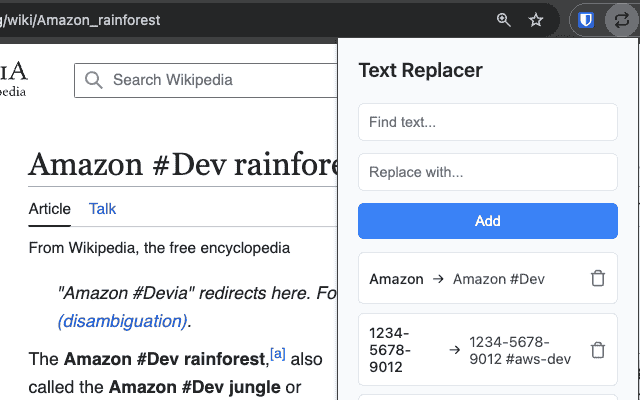 g/wiki/Amazon_rainforest
IA
pedia
Search Wikipedia
Amazon #Dev rainfore
Article Talk
From Wikipedia, the free encyclopedia
"Amazon #Devia" redirects here. Fo
(disambiguation).
The Amazon #Dev rainforest,[a] also
called the Amazon #Dev jungle or
Text Replacer
Find text...
Replace with...
Add
Amazon → Amazon #Dev
1234-
5678-
9012
→
1234-5678-
9012 #aws-dev